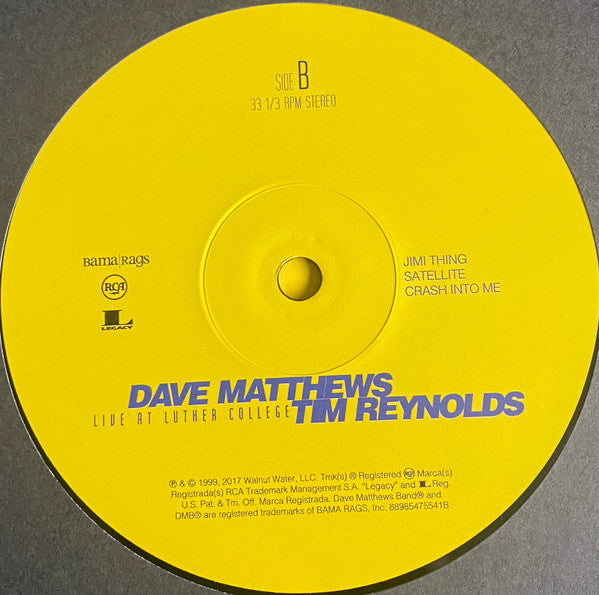 SIDE B
33 1/3 RPM STEREO
BAMA|RAGS
RCA
L
LEGACY
JIMI THING
SATELLITE
CRASH INTO ME
DAVE MATTHEWS
LIVE AT LUTHER COLLEGE TIM REYNOLDS
℗ & © 1999, 2017 Walnut Water, LLC. Tmk(s) ® Registered RCA Marca(s)
Registrada(s) RCA Trademark Management S.A. "Legacy" and L Reg.
U.S. Pat. & Tm. Off. Marca Registrada. Dave Matthews Band® and
DMB® are registered trademarks of BAMA RAGS, Inc. 88985475541B